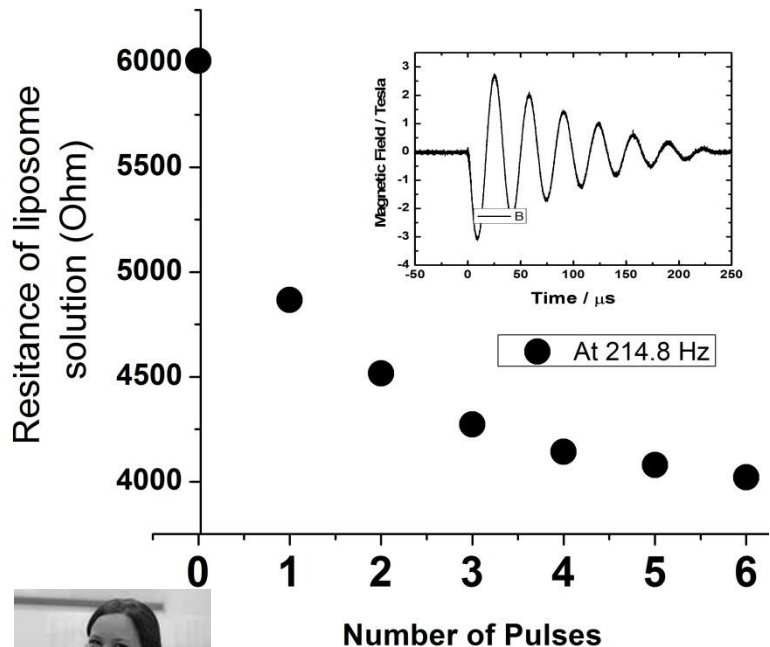 Resitance of liposome
solution (Ohm)
6000
5500
5000
4500
4000
0 1 2 3 4 5 6
Number of Pulses
At 214.8 Hz
Magnetic Field / Tesla
3
2
1
0
-1
-2
-3
-4
B
-50 0 50 100 150 200 250
Time / μs